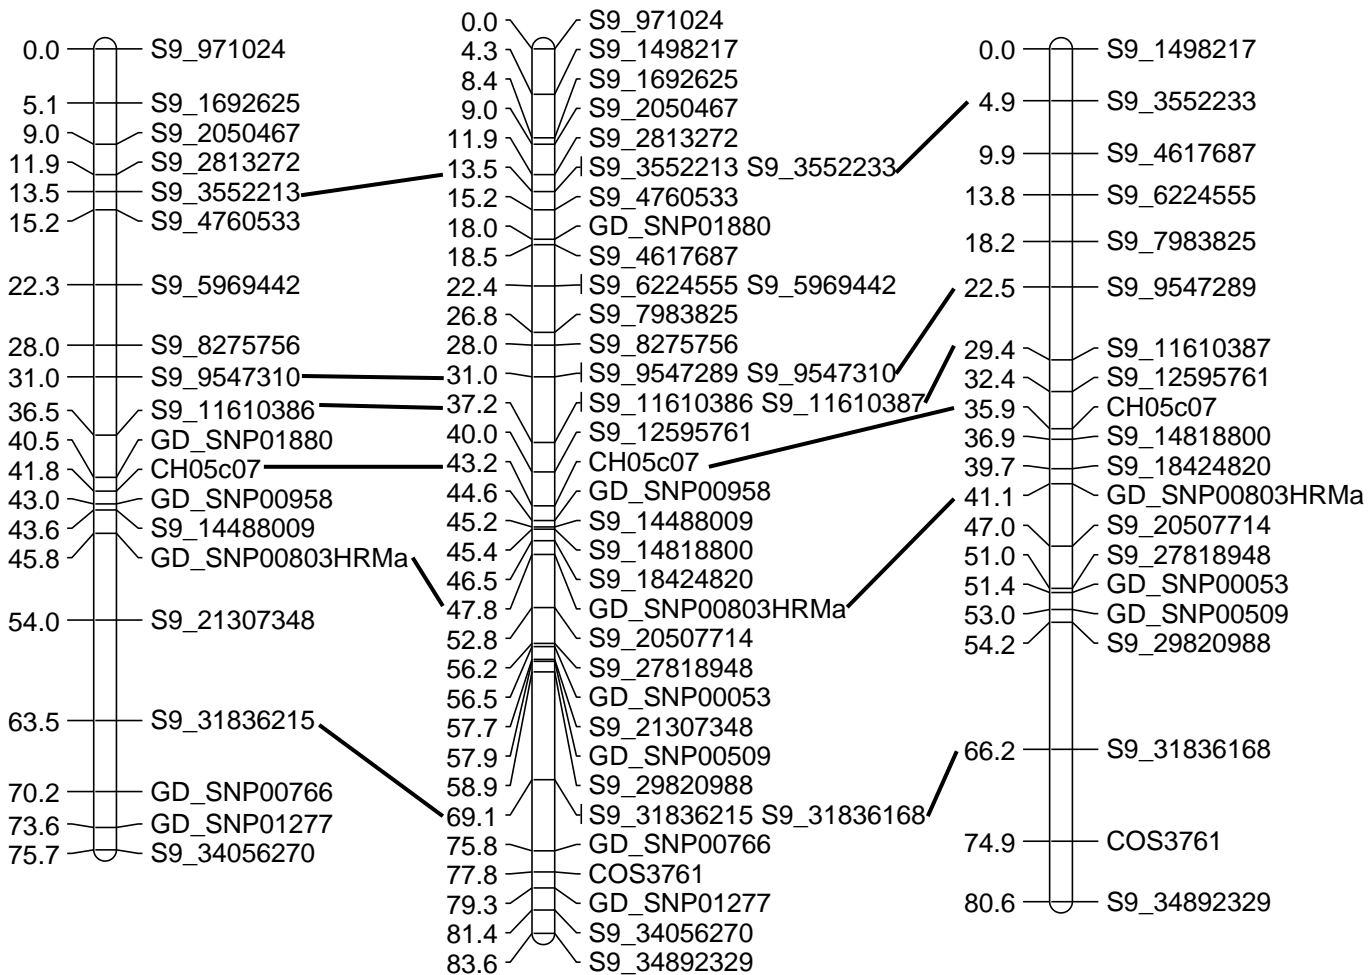 0.0 S9_971024
5.1 S9_1692625
9.0 S9_2050467
11.9 S9_2813272
13.5 S9_3552213
15.2 S9_4760533
22.3 S9_5969442
28.0 S9_8275756
31.0 S9_9547310
36.5 S9_11610386
40.5 GD_SNP01880
41.8 CH05c07
43.0 GD_SNP00958
43.6 S9_14488009
45.8 GD_SNP00803HRMa
54.0 S9_21307348
63.5 S9_31836215
70.2 GD_SNP00766
73.6 GD_SNP01277
75.7 S9_34056270
0.0 S9_971024
4.3 S9_1498217
8.4 S9_1692625
9.0 S9_2050467
11.9 S9_2813272
13.5 S9_3552213 S9_3552233
15.2 S9_4760533
18.0 GD_SNP01880
18.5 S9_4617687
22.4 S9_6224555 S9_5969442
26.8 S9_7983825
28.0 S9_8275756
31.0 S9_9547289 S9_9547310
37.2 S9_11610386 S9_11610387
40.0 S9_12595761
43.2 CH05c07
44.6 GD_SNP00958
45.2 S9_14488009
45.4 S9_14818800
46.5 S9_18424820
47.8 GD_SNP00803HRMa
52.8 S9_20507714
56.2 S9_27818948
56.5 GD_SNP00053
57.7 S9_21307348
57.9 GD_SNP00509
58.9 S9_29820988
69.1 S9_31836215 S9_31836168
75.8 GD_SNP00766
77.8 COS3761
79.3 GD_SNP01277
81.4 S9_34056270
83.6 S9_34892329
0.0 S9_1498217
4.9 S9_3552233
9.9 S9_4617687
13.8 S9_6224555
18.2 S9_7983825
22.5 S9_9547289
29.4 S9_11610387
32.4 S9_12595761
35.9 CH05c07
36.9 S9_14818800
39.7 S9_18424820
41.1 GD_SNP00803HRMa
47.0 S9_20507714
51.0 S9_27818948
51.4 GD_SNP00053
53.0 GD_SNP00509
54.2 S9_29820988
66.2 S9_31836168
74.9 COS3761
80.6 S9_34892329